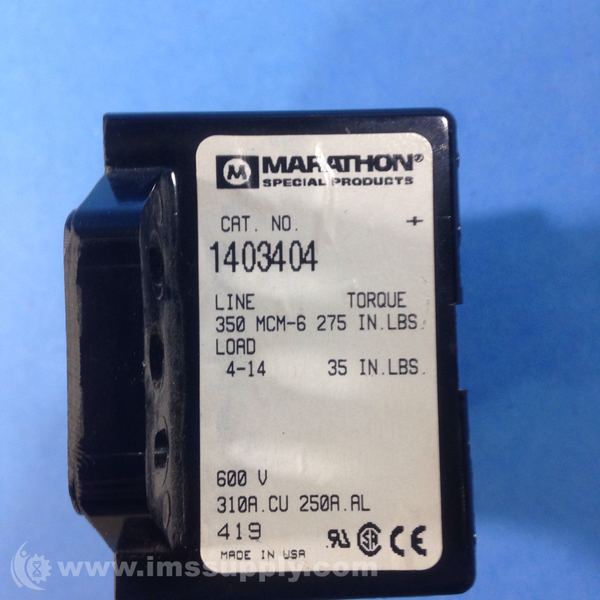 M MARATHON®
SPECIAL PRODUCTS
CAT. NO. +
1403404
LINE TORQUE
350 MCM-6 275 IN.LBS.
LOAD
4-14 35 IN.LBS.
600 V
310A.CU 250A.AL
419
MADE IN USA
www.imssupply.com